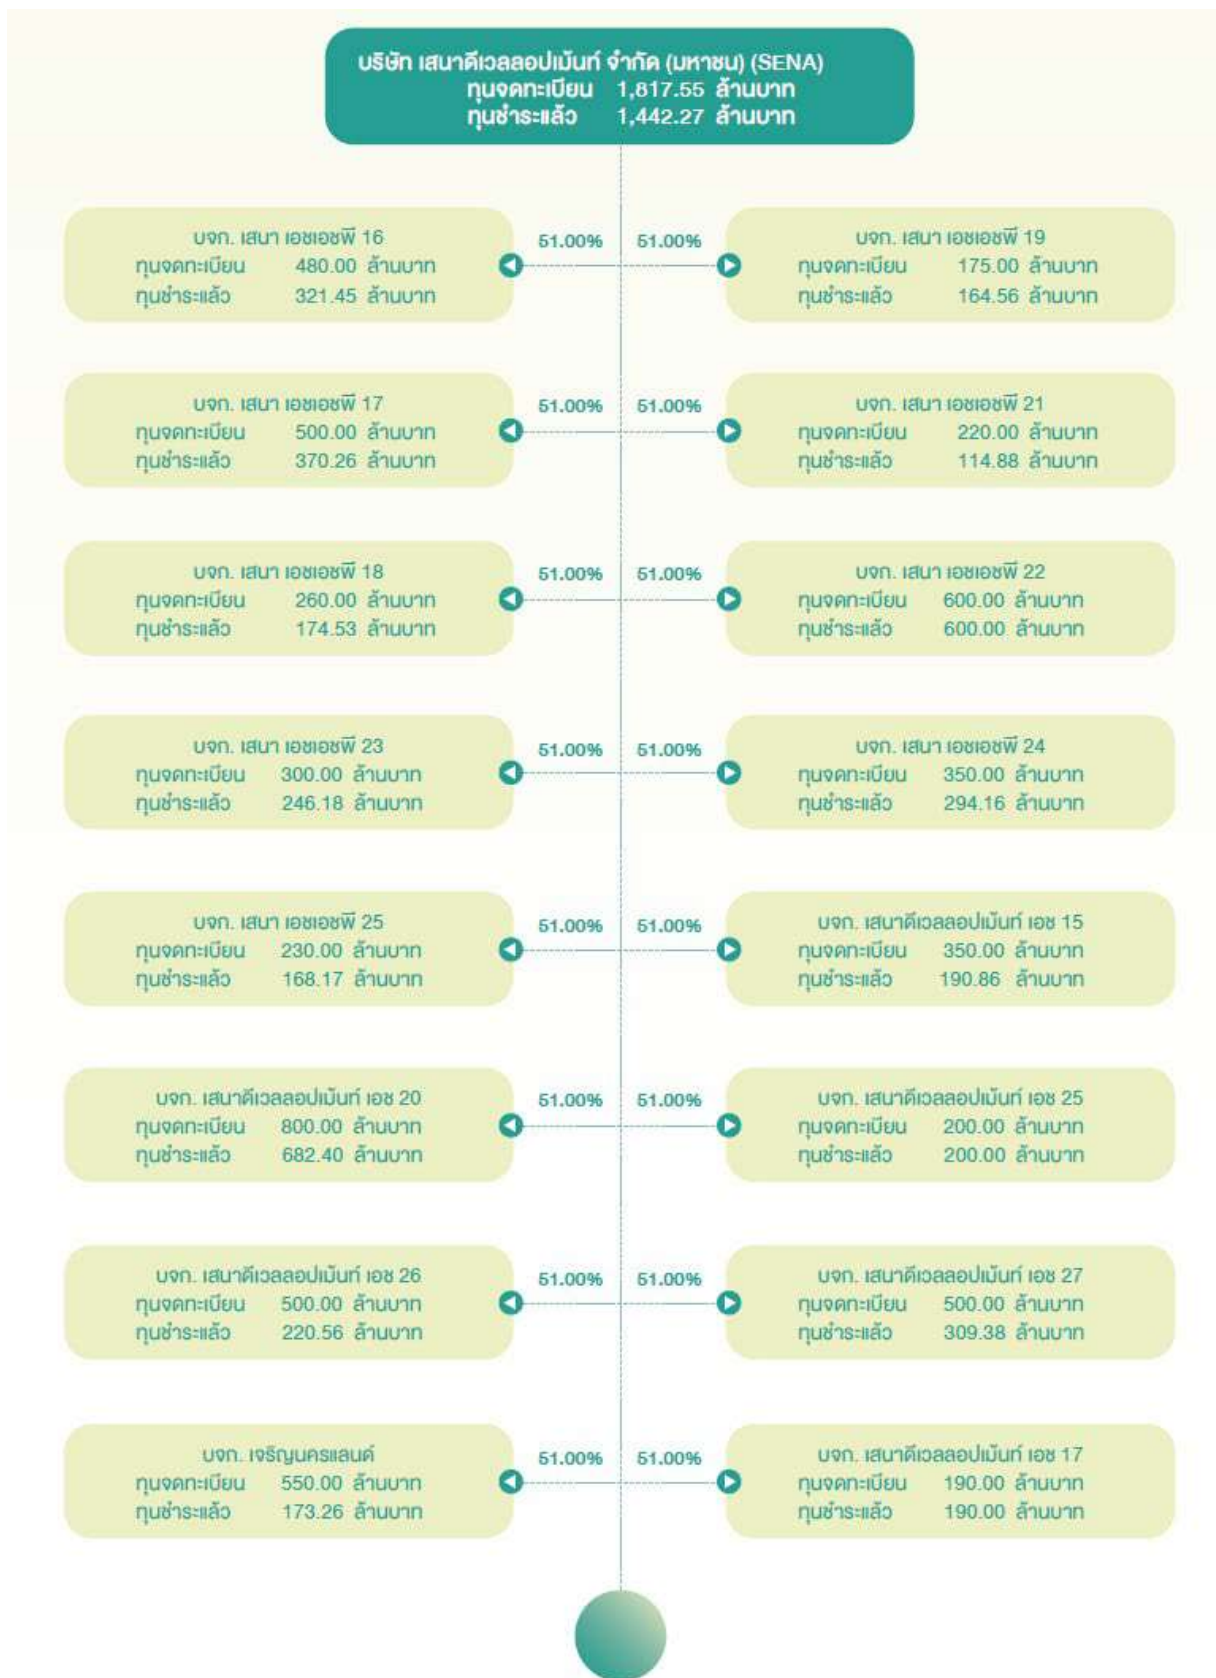 บริษัท เสนาดีเวลลอปเม้นท์ จำกัด (มหาชน) (SENA)
ทุนจดทะเบียน 1,817.55 ล้านบาท
ทุนชำระแล้ว 1,442.27 ล้านบาท
บจก. เสนา เอชเอชพี 16
ทุนจดทะเบียน 480.00 ล้านบาท
ทุนชำระแล้ว 321.45 ล้านบาท
51.00% 51.00%
บจก. เสนา เอชเอชพี 19
ทุนจดทะเบียน 175.00 ล้านบาท
ทุนชำระแล้ว 164.56 ล้านบาท
บจก. เสนา เอชเอชพี 17
ทุนจดทะเบียน 500.00 ล้านบาท
ทุนชำระแล้ว 370.26 ล้านบาท
51.00% 51.00%
บจก. เสนา เอชเอชพี 21
ทุนจดทะเบียน 220.00 ล้านบาท
ทุนชำระแล้ว 114.88 ล้านบาท
บจก. เสนา เอชเอชพี 18
ทุนจดทะเบียน 260.00 ล้านบาท
ทุนชำระแล้ว 174.53 ล้านบาท
51.00% 51.00%
บจก. เสนา เอชเอชพี 22
ทุนจดทะเบียน 600.00 ล้านบาท
ทุนชำระแล้ว 600.00 ล้านบาท
บจก. เสนา เอชเอชพี 23
ทุนจดทะเบียน 300.00 ล้านบาท
ทุนชำระแล้ว 246.18 ล้านบาท
51.00% 51.00%
บจก. เสนา เอชเอชพี 24
ทุนจดทะเบียน 350.00 ล้านบาท
ทุนชำระแล้ว 294.16 ล้านบาท
บจก. เสนา เอชเอชพี 25
ทุนจดทะเบียน 230.00 ล้านบาท
ทุนชำระแล้ว 168.17 ล้านบาท
51.00% 51.00%
บจก. เสนาดีเวลลอปเม้นท์ เอช 15
ทุนจดทะเบียน 350.00 ล้านบาท
ทุนชำระแล้ว 190.86 ล้านบาท
บจก. เสนาดีเวลลอปเม้นท์ เอช 20
ทุนจดทะเบียน 800.00 ล้านบาท
ทุนชำระแล้ว 682.40 ล้านบาท
51.00% 51.00%
บจก. เสนาดีเวลลอปเม้นท์ เอช 25
ทุนจดทะเบียน 200.00 ล้านบาท
ทุนชำระแล้ว 200.00 ล้านบาท
บจก. เสนาดีเวลลอปเม้นท์ เอช 26
ทุนจดทะเบียน 500.00 ล้านบาท
ทุนชำระแล้ว 220.56 ล้านบาท
51.00% 51.00%
บจก. เสนาดีเวลลอปเม้นท์ เอช 27
ทุนจดทะเบียน 500.00 ล้านบาท
ทุนชำระแล้ว 309.38 ล้านบาท
บจก. เจริญนครแลนด์
ทุนจดทะเบียน 550.00 ล้านบาท
ทุนชำระแล้ว 173.26 ล้านบาท
51.00% 51.00%
บจก. เสนาดีเวลลอปเม้นท์ เอช 17
ทุนจดทะเบียน 190.00 ล้านบาท
ทุนชำระแล้ว 190.00 ล้านบาท